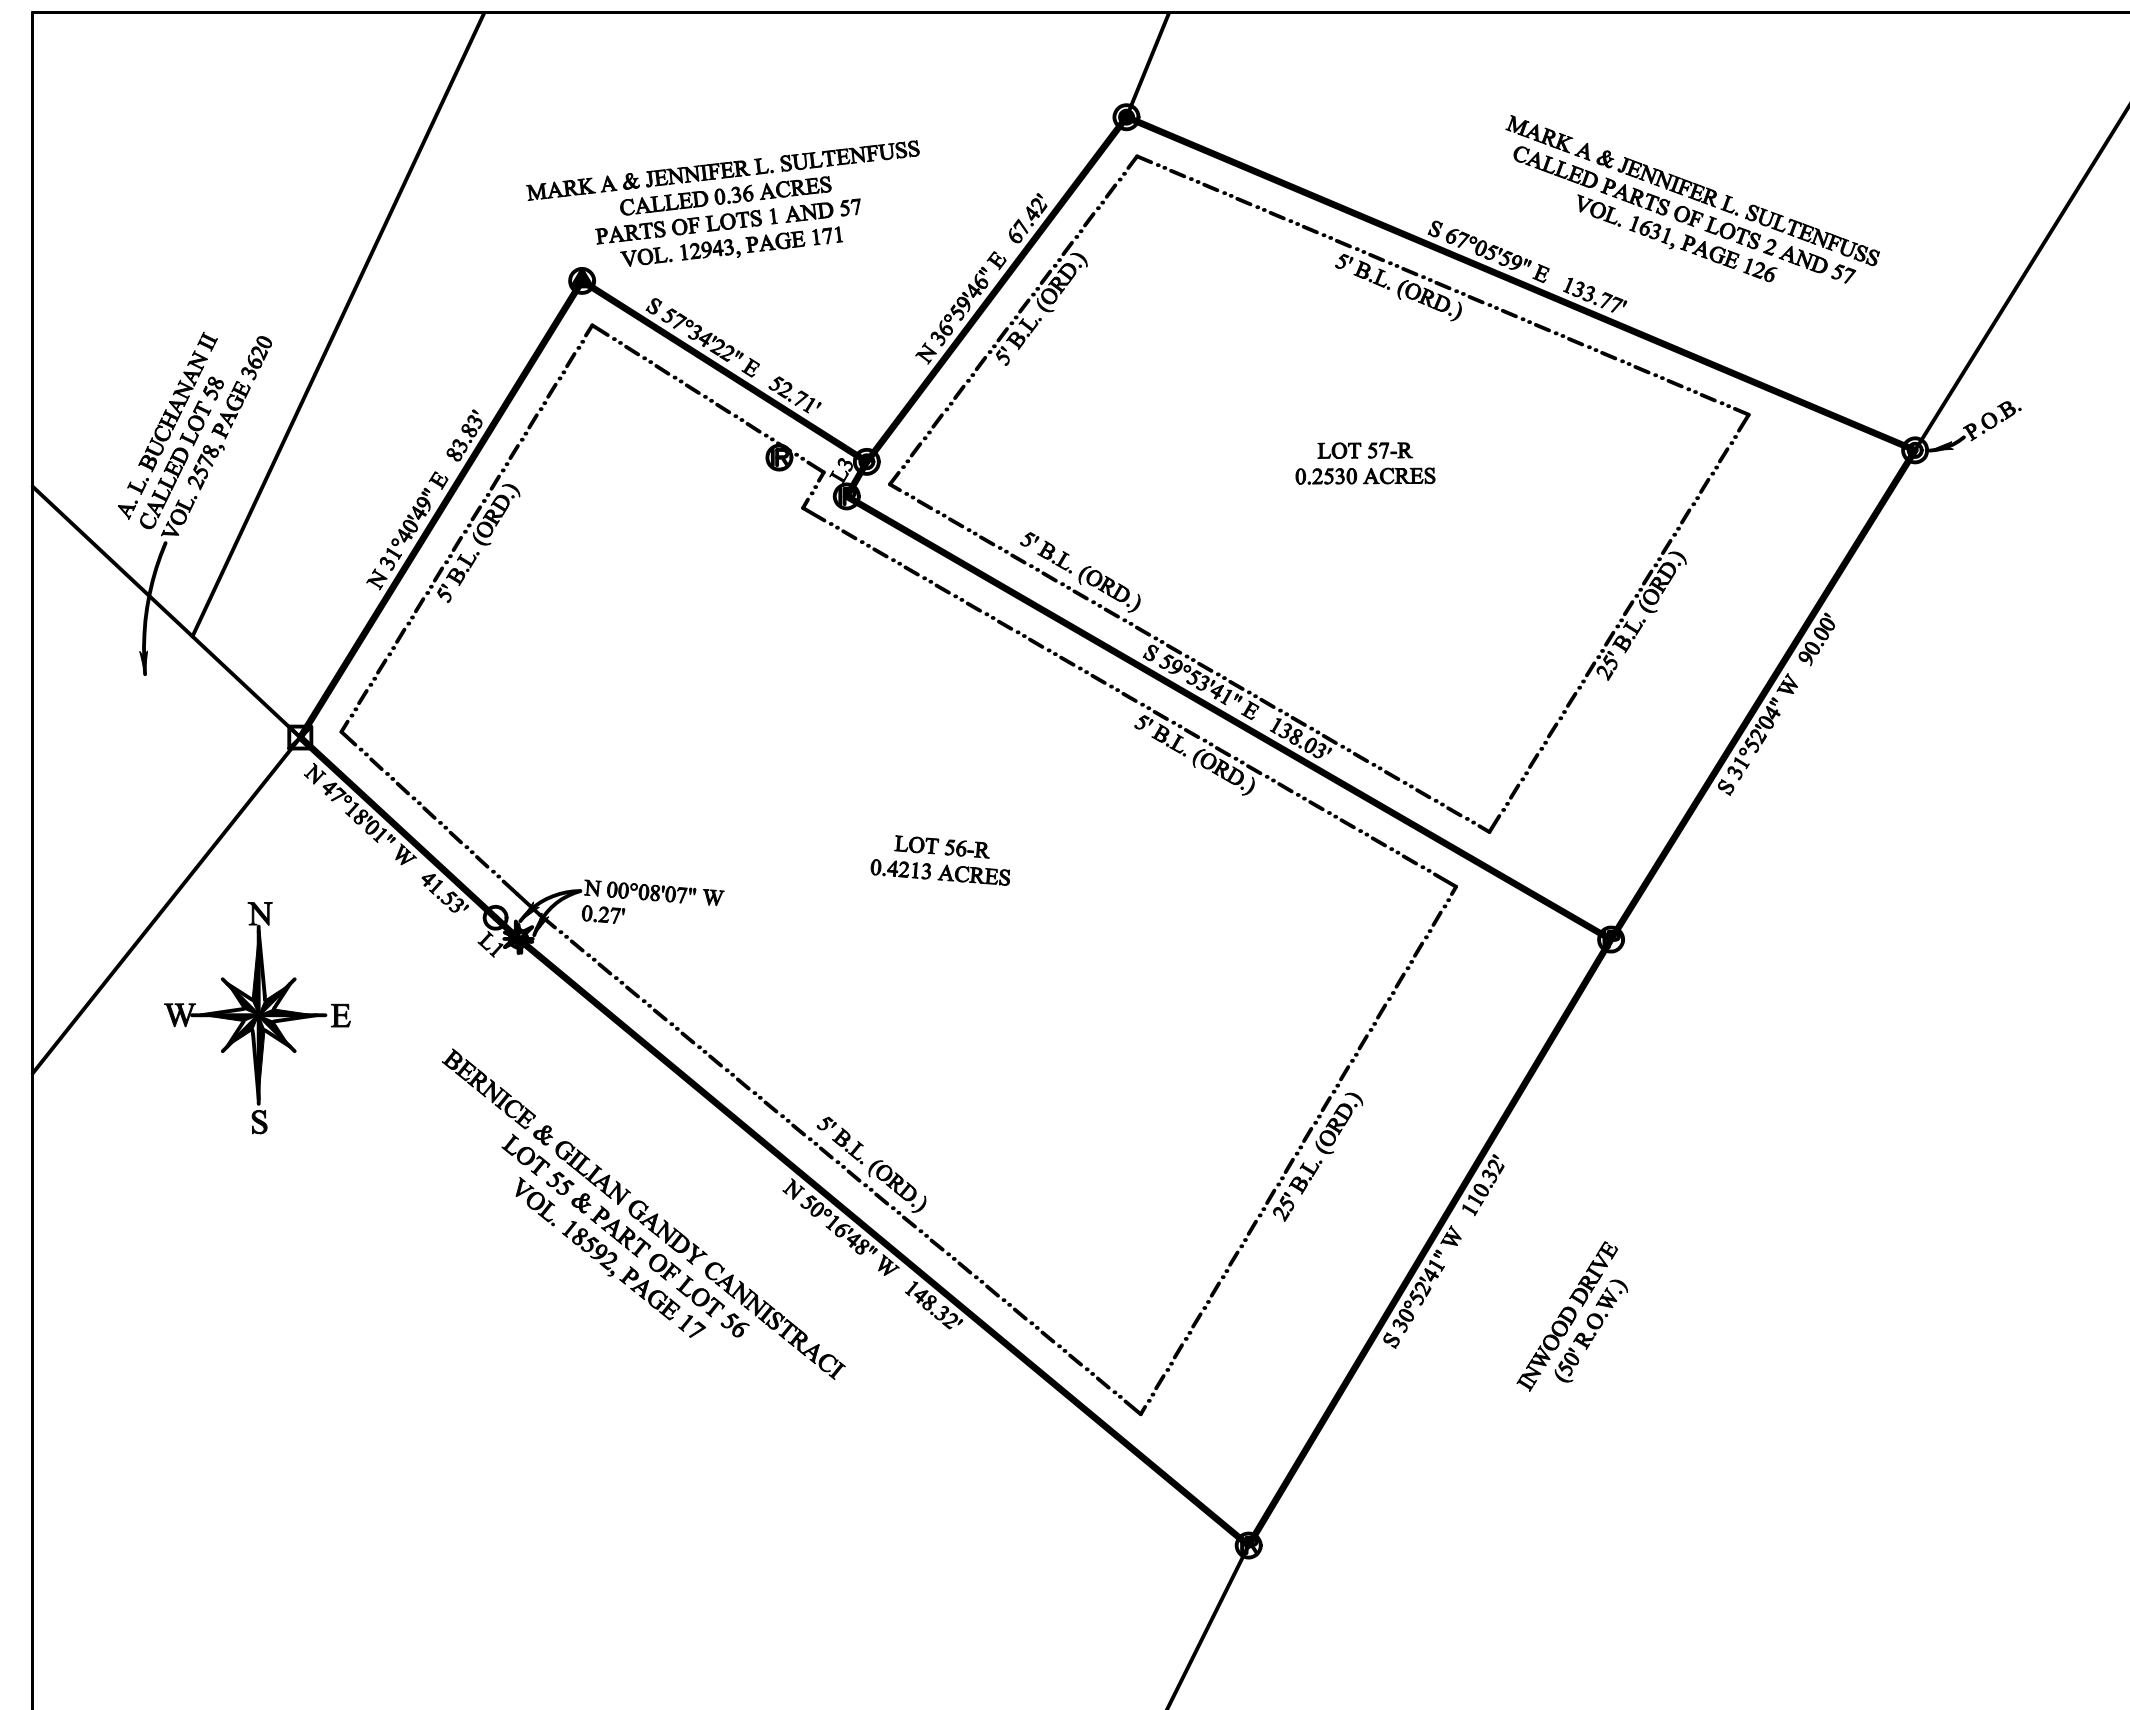 MARK A & JENNIFER L. SULTENFUSS
CALLED 0.36 ACRES
PARTS OF LOTS 1 AND 57
VOL. 12943, PAGE 171
MARK A & JENNIFER L. SULTENFUSS
CALLED PARTS OF LOTS 2 AND 57
VOL. 1631, PAGE 126
S 67°05'59" E 133.77'
5' B.L. (ORD.)
N 36°59'46" E 67.42'
5' B.L. (ORD.)
S 57°34'22" E 52.71'
A. L. BUCHANAN II
CALLED LOT 58
VOL. 2578, PAGE 3620
N 31°40'49" E 83.83'
5' B.L. (ORD.)
L3
LOT 57-R
0.2530 ACRES
P.O.B.
5' B.L. (ORD.)
25' B.L. (ORD.)
S 31°52'04" W 90.00'
S 59°53'41" E 138.03'
5' B.L. (ORD.)
N 47°18'01" W 41.53'
L1
N 00°08'07" W
0.27'
LOT 56-R
0.4213 ACRES
N
W
E
S
BERNICE & GILIAN GANDY CANNISTRACI
LOT 55 & PART OF LOT 56
VOL. 18592, PAGE 17
5' B.L. (ORD.)
N 50°16'48" W 148.32'
25' B.L. (ORD.)
S 30°52'41" W 110.32'
INWOOD DRIVE
(50' R.O.W.)